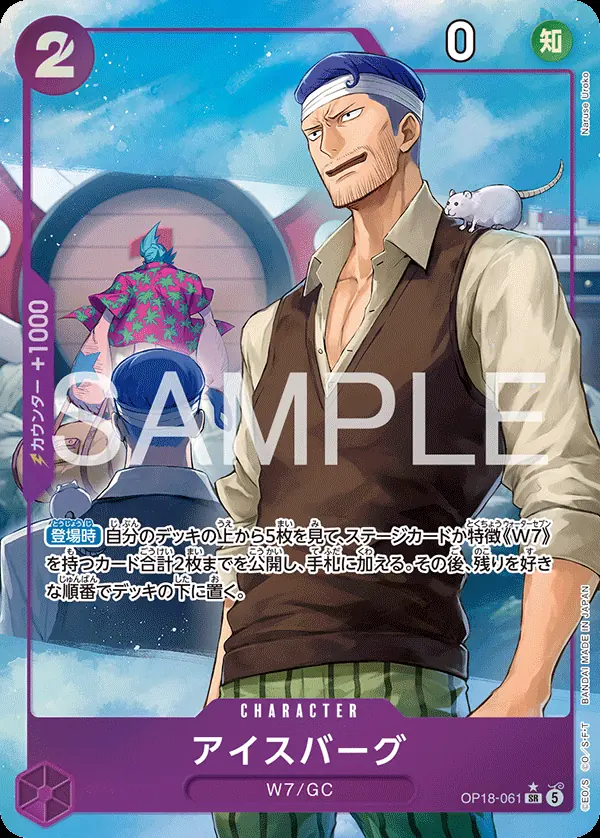 2
0
知
Naruse Uroko
カウンター +1000
SAMPLE
登場時 自分のデッキの上から5枚を見て、ステージカードか特徴《W7》
を持つカード合計2枚までを公開し、手札に加える。その後、残りを好き
な順番でデッキの下に置く。
BANDAI MADE IN JAPAN
©E.O/S ©O/S・F・T
CHARACTER
アイスバーグ
W7/GC
OP18-061 SR 5